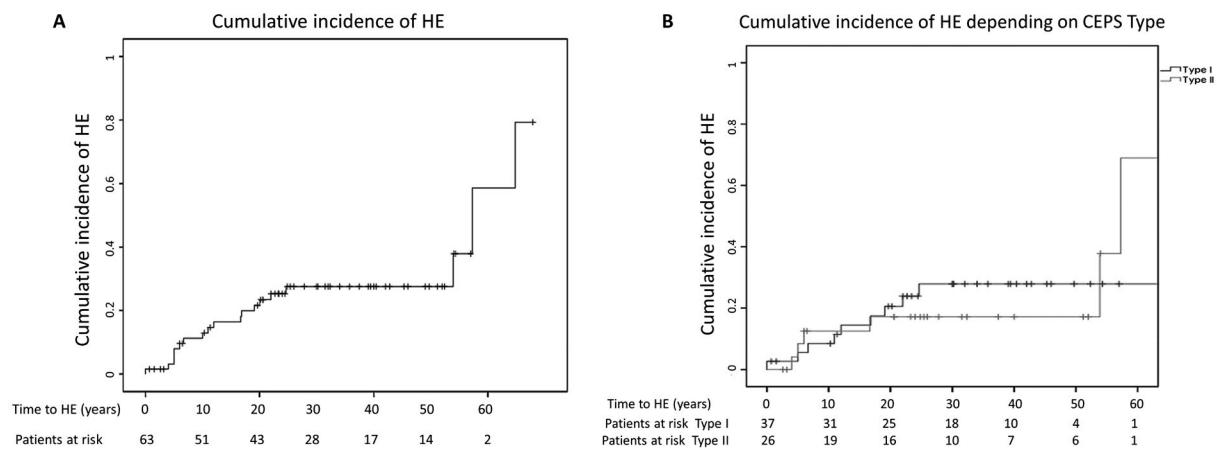 A
Cumulative incidence of HE
Cumulative incidence of HE
1
0.8
0.6
0.4
0.2
0
Time to HE (years) 0 10 20 30 40 50 60
Patients at risk 63 51 43 28 17 14 2
B
Cumulative incidence of HE depending on CEPS Type
Cumulative incidence of HE
1
0.8
0.6
0.4
0.2
0
Type I
Type II
Time to HE (years) 0 10 20 30 40 50 60
Patients at risk Type I 37 31 25 18 10 4 1
Patients at risk Type II 26 19 16 10 7 6 1